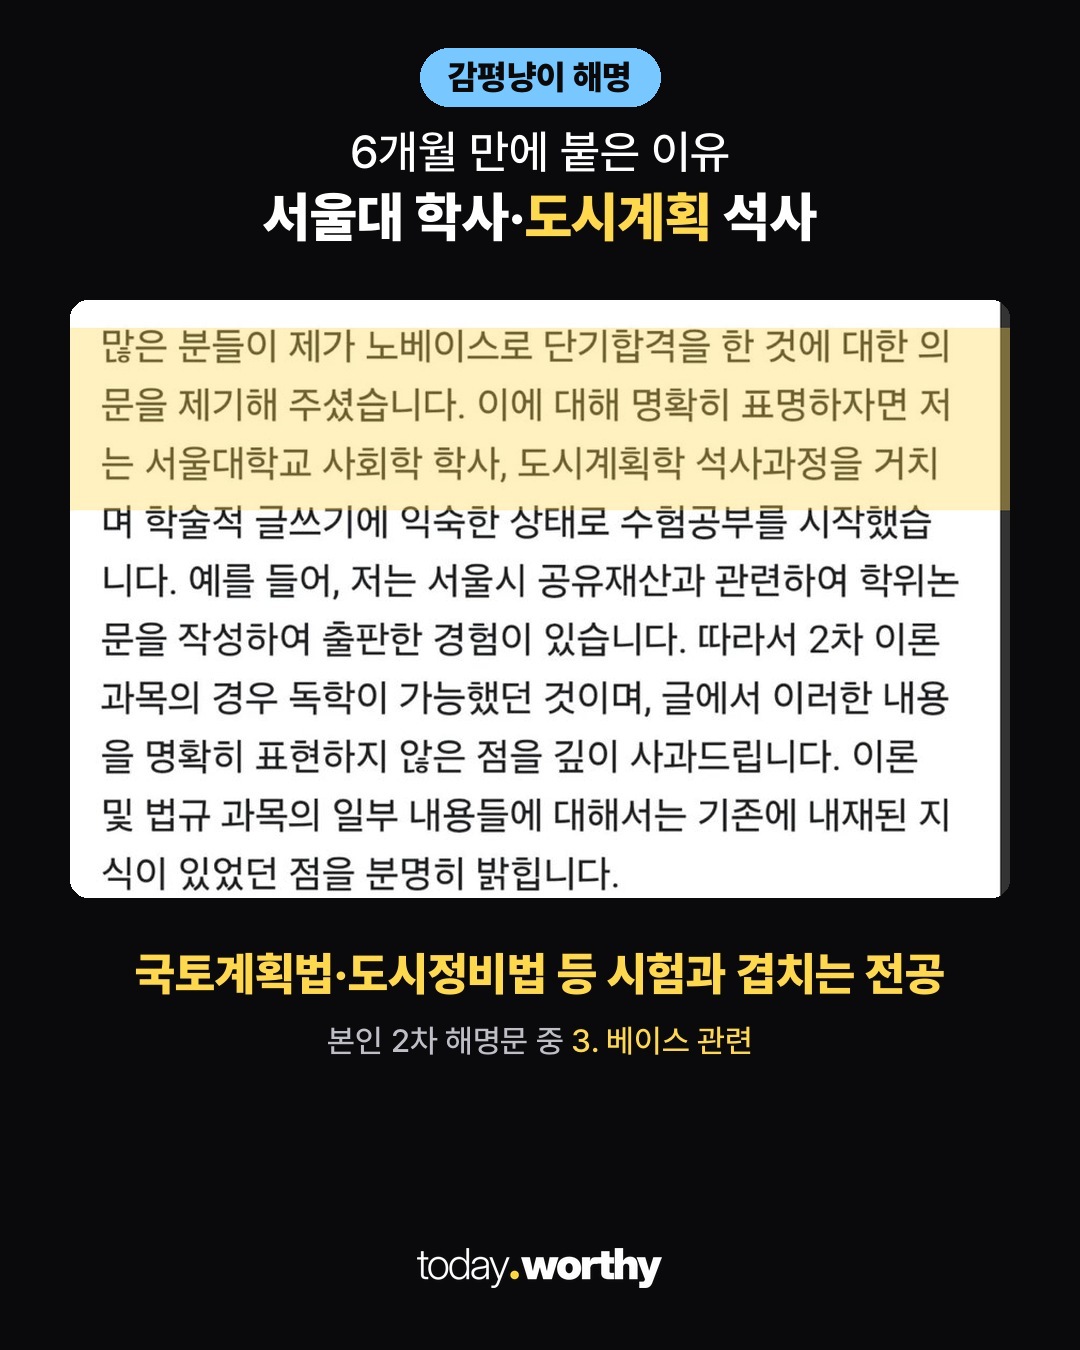 감평냥이 해명
6개월 만에 붙은 이유
서울대 학사·도시계획 석사
많은 분들이 제가 노베이스로 단기합격을 한 것에 대한 의
문을 제기해 주셨습니다. 이에 대해 명확히 표명하자면 저
는 서울대학교 사회학 학사, 도시계획학 석사과정을 거치
며 학술적 글쓰기에 익숙한 상태로 수험공부를 시작했습
니다. 예를 들어, 저는 서울시 공유재산과 관련하여 학위논
문을 작성하여 출판한 경험이 있습니다. 따라서 2차 이론
과목의 경우 독학이 가능했던 것이며, 글에서 이러한 내용
을 명확히 표현하지 않은 점을 깊이 사과드립니다. 이론
및 법규 과목의 일부 내용들에 대해서는 기존에 내재된 지
식이 있었던 점을 분명히 밝힙니다.
국토계획법·도시정비법 등 시험과 겹치는 전공
본인 2차 해명문 중 3. 베이스 관련
today.worthy